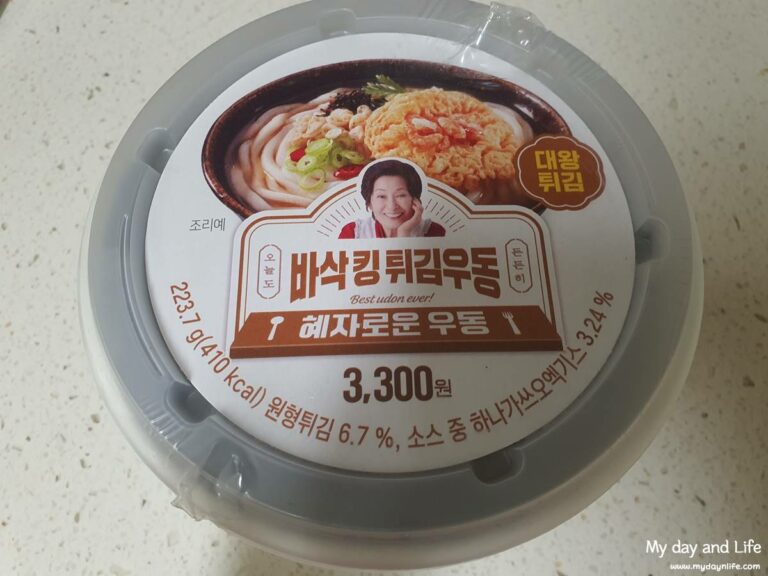 대왕
튀김
조리예
오늘도
바삭킹 튀김우동
든든히
Best udon ever!
혜자로운 우동
3,300원
223.7 g(410 kcal) 원형튀김 6.7 %, 소스 중 하나가쓰오엑기스 3.24 %
My day and Life
www.mydaynlife.com